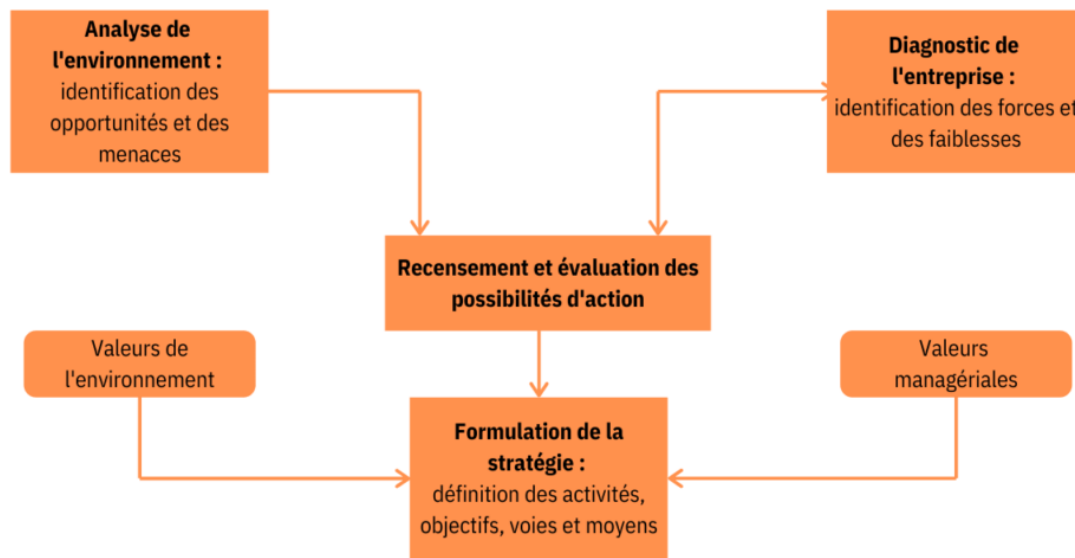 Analyse de
l'environnement :
identification des
opportunités et des
menaces
Diagnostic de
l'entreprise :
identification des forces et
des faiblesses
Recensement et évaluation des
possibilités d'action
Valeurs de
l'environnement
Valeurs
managériales
Formulation de la
stratégie :
définition des activités,
objectifs, voies et moyens